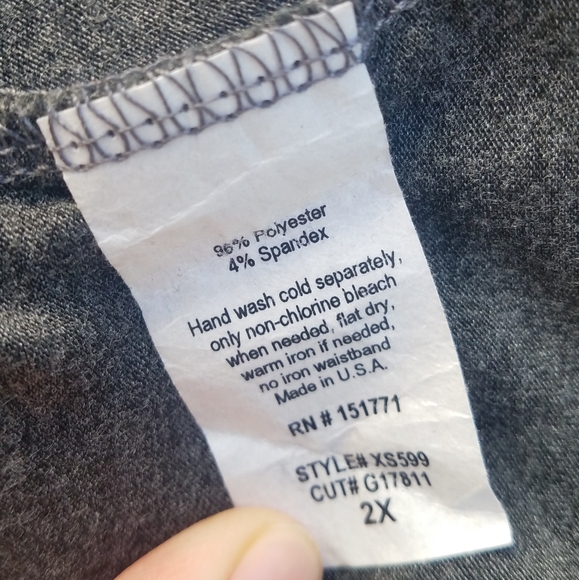 96% Polyester
4% Spandex
Hand wash cold separately,
only non-chlorine bleach
when needed, flat dry,
warm iron if needed,
no iron waistband
Made in U.S.A.
RN # 151771
STYLE# XS599
CUT# G17811
2X